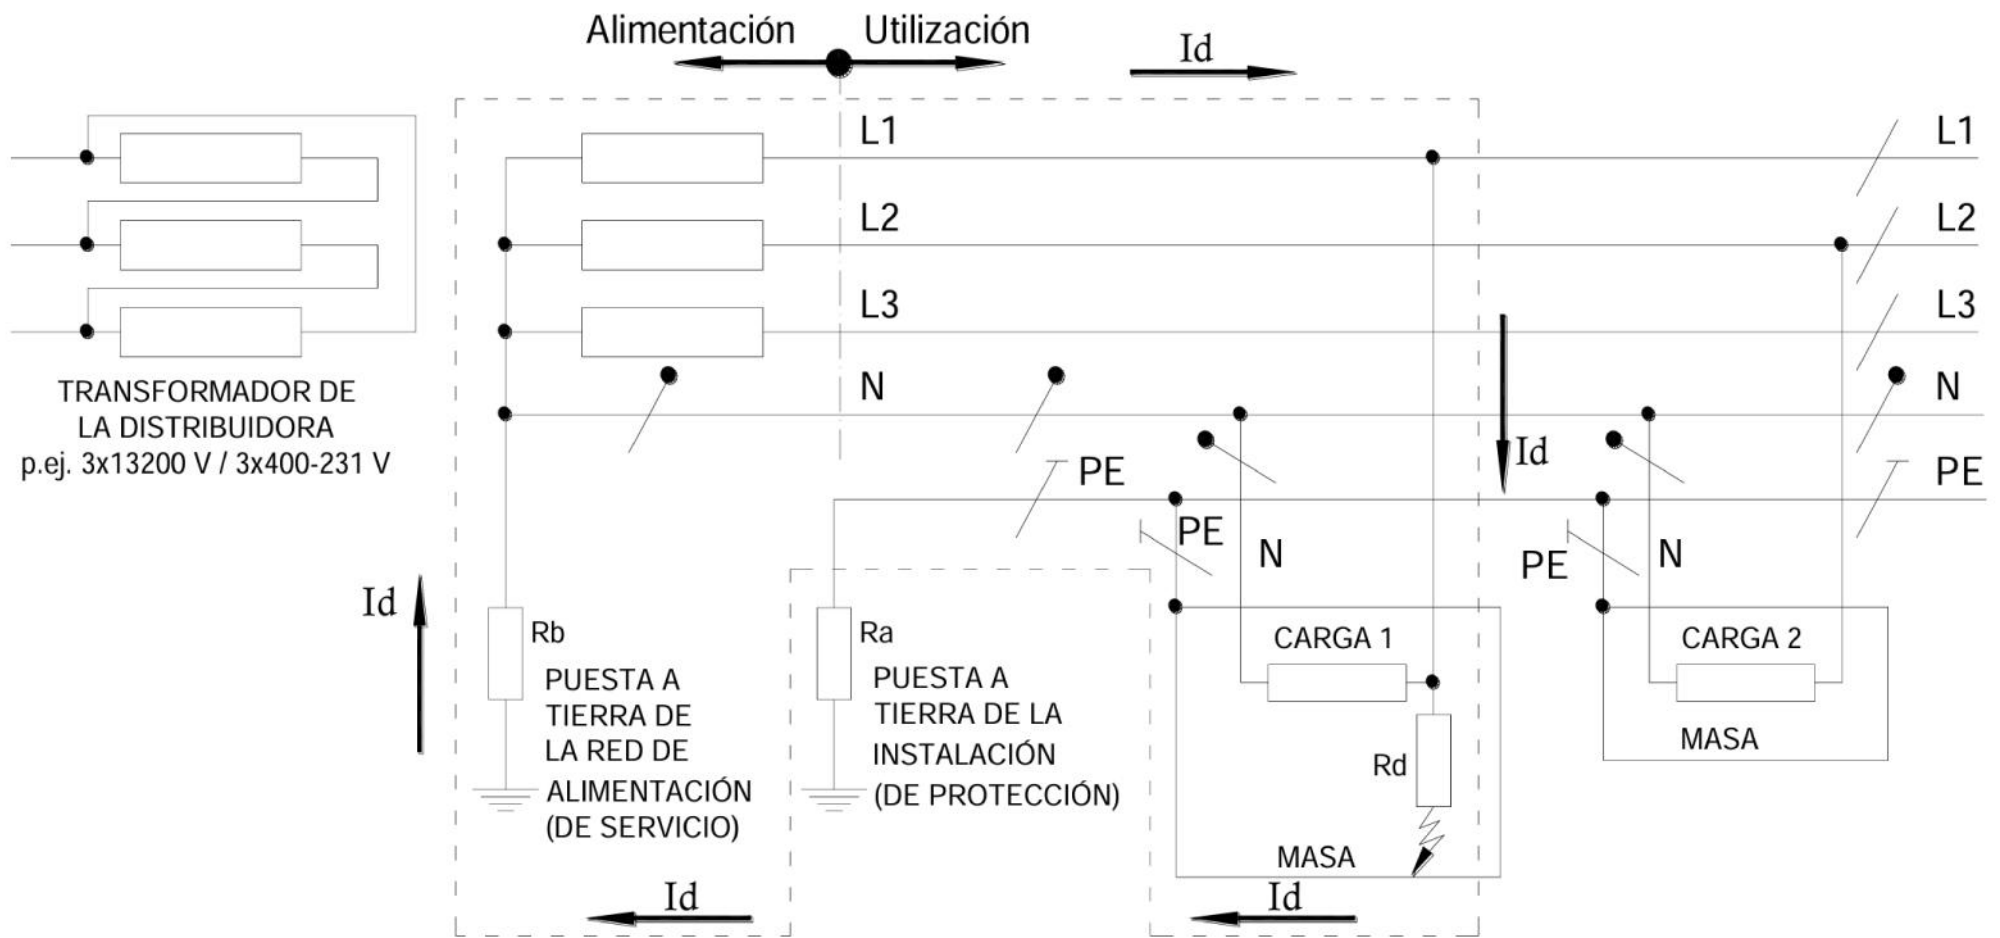 Alimentación
Utilización
Id
L1
L1
L2
L2
L3
L3
N
N
TRANSFORMADOR DE
LA DISTRIBUIDORA
p.ej. 3x13200 V / 3x400-231 V
Id
PE
PE
PE
N
PE
N
Id
Rb
PUESTA A
TIERRA DE
LA RED DE
ALIMENTACIÓN
(DE SERVICIO)
Ra
PUESTA A
TIERRA DE LA
INSTALACIÓN
(DE PROTECCIÓN)
CARGA 1
Rd
MASA
CARGA 2
MASA
Id
Id